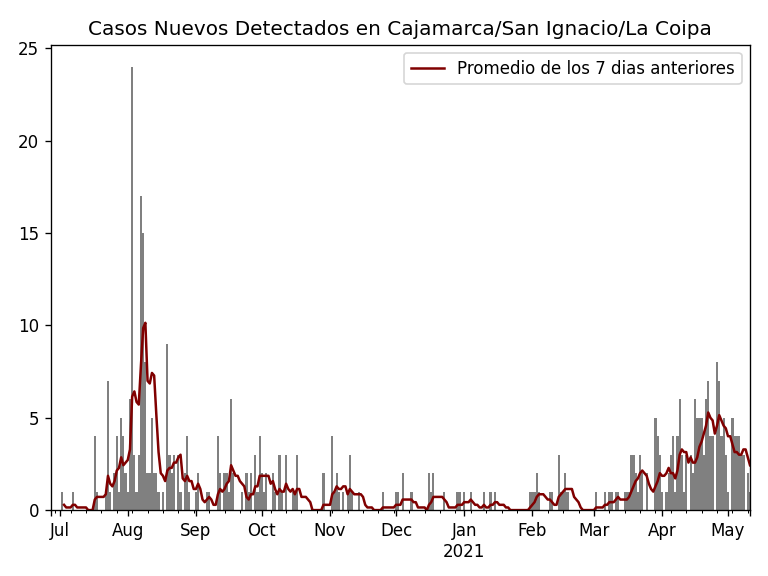 Casos Nuevos Detectados en Cajamarca/San Ignacio/La Coipa
Promedio de los 7 dias anteriores
25
20
15
10
5
0
Jul Aug Sep Oct Nov Dec Jan Feb Mar Apr May
2021